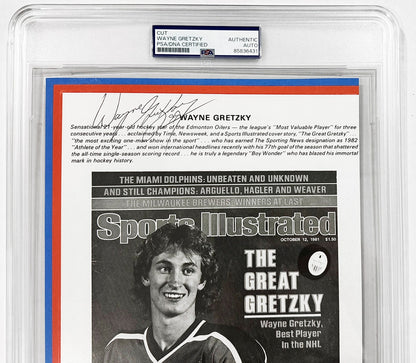 CUT
WAYNE GRETZKY
PSA/DNA CERTIFIED
AUTHENTIC
AUTO
85636431
Wayne Gretzky
WAYNE GRETZKY
Sensational 21-year-old hockey star of the Edmonton Oilers — the league's "Most Valuable Player" for three
consecutive years . . . acclaimed by Time, Newsweek, and a Sports Illustrated cover story, "The Great Gretzky" . . .
"the most exciting one-man show in the sport" . . . who has earned The Sporting News designation as 1982
"Athlete of the Year" . . . and won international headlines recently with his 77th goal of the season that shattered
the all-time single-season scoring record . . . he is truly a legendary "Boy Wonder" who has blazed his immortal
mark in hockey history.
THE MIAMI DOLPHINS: UNBEATEN AND UNKNOWN
AND STILL CHAMPIONS: ARGUELLO, HAGLER AND WEAVER
THE MILWAUKEE BREWERS: WINNERS AT LAST
Sports Illustrated
OCTOBER 12, 1981 $1.50
THE
GREAT
GRETZKY
Wayne Gretzky,
Best Player
In the NHL